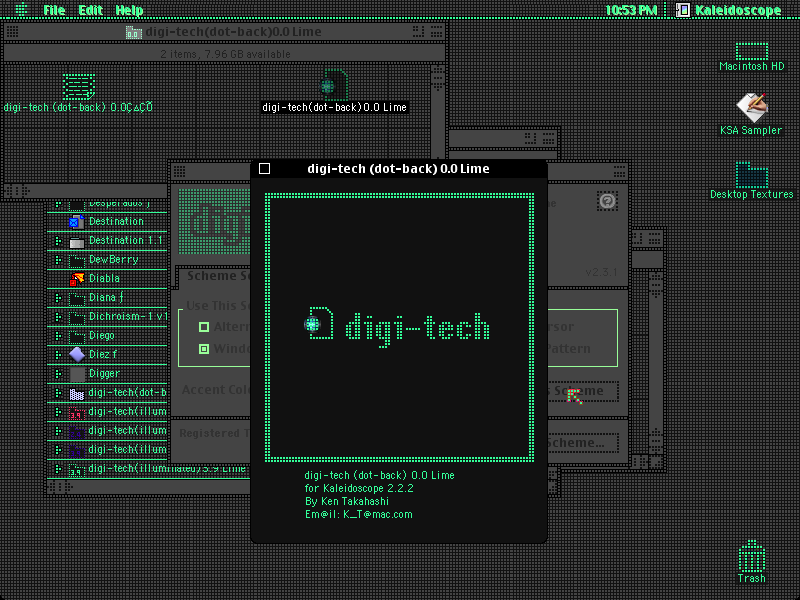 File Edit Help
10:53 PM
Kaleidoscope
digi-tech(dot-back)0.0 Lime
2 items, 7.96 GB available
digi-tech(dot-back) 0.0
digi-tech(dot-back)0.0 Lime
Macintosh HD
KSA Sampler
Desktop Textures
Desperados ƒ
Destination
Destination 1.1
DewBerry
Diabla
Diana ƒ
Dichroism-1 v1
Diego
Diez ƒ
Digger
digi-tech(dot-b
digi-tech(illum
digi-tech(illum
digi-tech(illum
digi-tech(illuminated)3.9 Lime
digi
v2.3.1
Scheme
Use This S
Altern
Windo
rsor
Pattern
Accent Colo
Scheme
Registered T
Scheme...
digi-tech (dot-back) 0.0 Lime
digi-tech
digi-tech (dot-back) 0.0 Lime
for Kaleidoscope 2.2.2
By Ken Takahashi
Em@il: K_T@mac.com
Trash